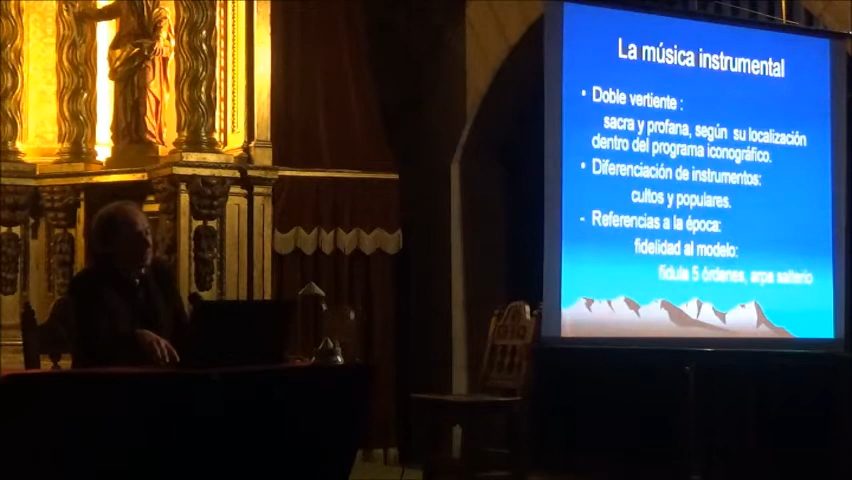 La música instrumental
• Doble vertiente :
sacra y profana, según su localización
dentro del programa iconográfico.
• Diferenciación de instrumentos:
cultos y populares.
- Referencias a la época:
fidelidad al modelo:
fídula 5 órdenes, arpa salterio